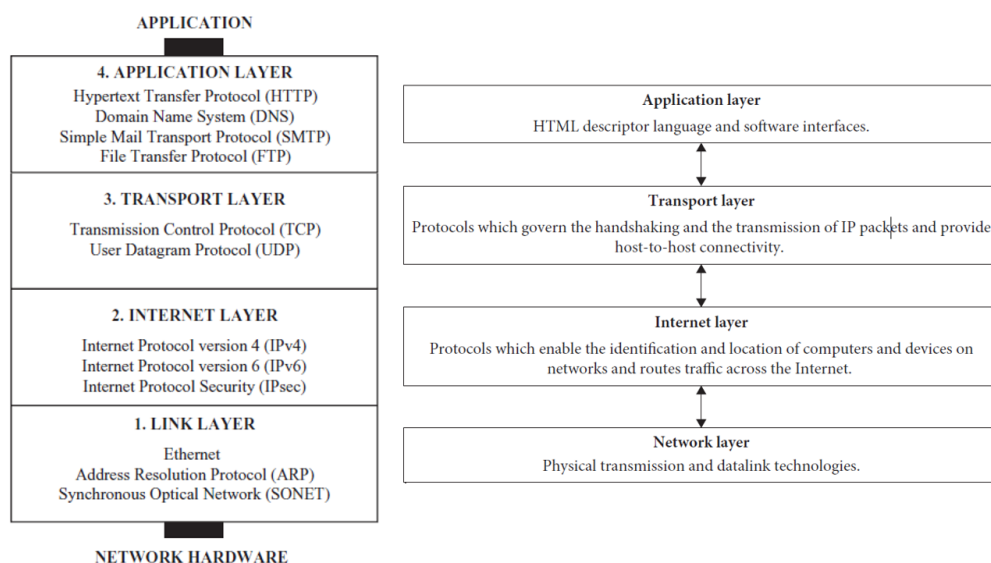 APPLICATION
4. APPLICATION LAYER
Hypertext Transfer Protocol (HTTP)
Domain Name System (DNS)
Simple Mail Transport Protocol (SMTP)
File Transfer Protocol (FTP)
3. TRANSPORT LAYER
Transmission Control Protocol (TCP)
User Datagram Protocol (UDP)
2. INTERNET LAYER
Internet Protocol version 4 (IPv4)
Internet Protocol version 6 (IPv6)
Internet Protocol Security (IPsec)
1. LINK LAYER
Ethernet
Address Resolution Protocol (ARP)
Synchronous Optical Network (SONET)
NETWORK HARDWARE
Application layer
HTML descriptor language and software interfaces.
Transport layer
Protocols which govern the handshaking and the transmission of IP packets and provide
host-to-host connectivity.
Internet layer
Protocols which enable the identification and location of computers and devices on
networks and routes traffic across the Internet.
Network layer
Physical transmission and datalink technologies.